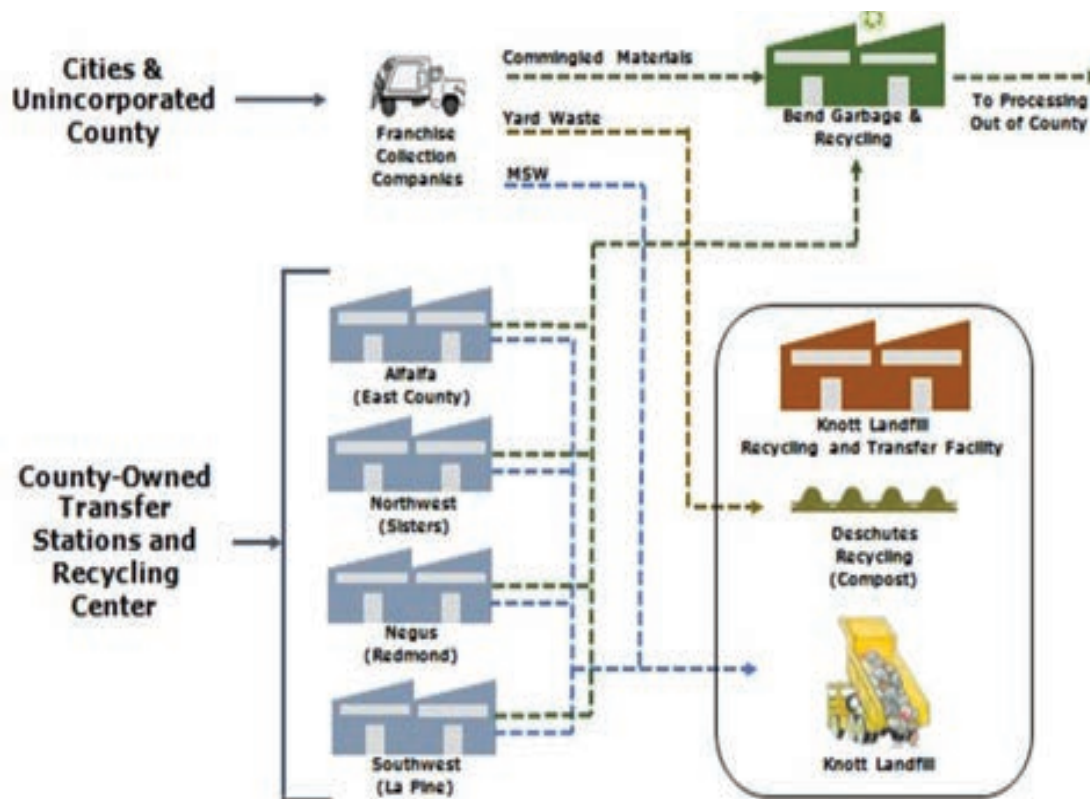 Cities &
Unincorporated
County
Franchise
Collection
Companies
Commingled Materials
Yard Waste
MSW
Bend Garbage &
Recycling
To Processing
Out of County
County-Owned
Transfer
Stations and
Recycling
Center
Alfalfa
(East County)
Northwest
(Sisters)
Negus
(Redmond)
Southwest
(La Pine)
Knott Landfill
Recycling and Transfer Facility
Deschutes
Recycling
(Compost)
Knott Landfill